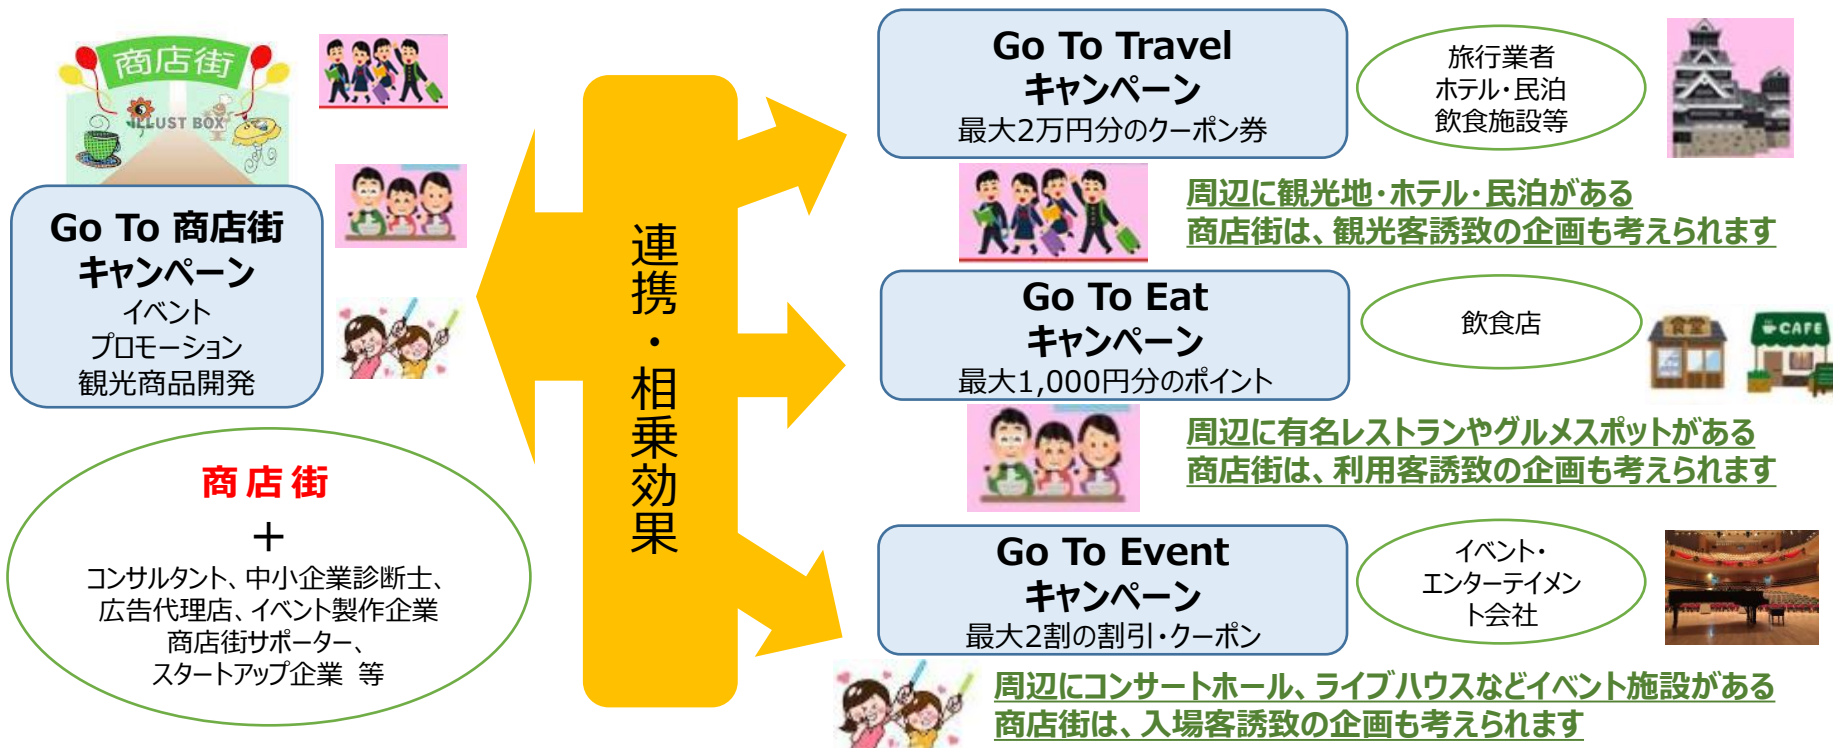 商店街
ILLUST BOX
Go To 商店街
キャンペーン
イベント
プロモーション
観光商品開発
商店街
＋
コンサルタント、中小企業診断士、
広告代理店、イベント製作企業
商店街サポーター、
スタートアップ企業 等
連携・相乗効果
Go To Travel
キャンペーン
最大2万円分のクーポン券
旅行業者
ホテル・民泊
飲食施設等
周辺に観光地・ホテル・民泊がある
商店街は、観光客誘致の企画も考えられます
Go To Eat
キャンペーン
最大1,000円分のポイント
飲食店
食堂
CAFE
周辺に有名レストランやグルメスポットがある
商店街は、利用客誘致の企画も考えられます
Go To Event
キャンペーン
最大2割の割引・クーポン
イベント・
エンターテイメン
ト会社
周辺にコンサートホール、ライブハウスなどイベント施設がある
商店街は、入場客誘致の企画も考えられます